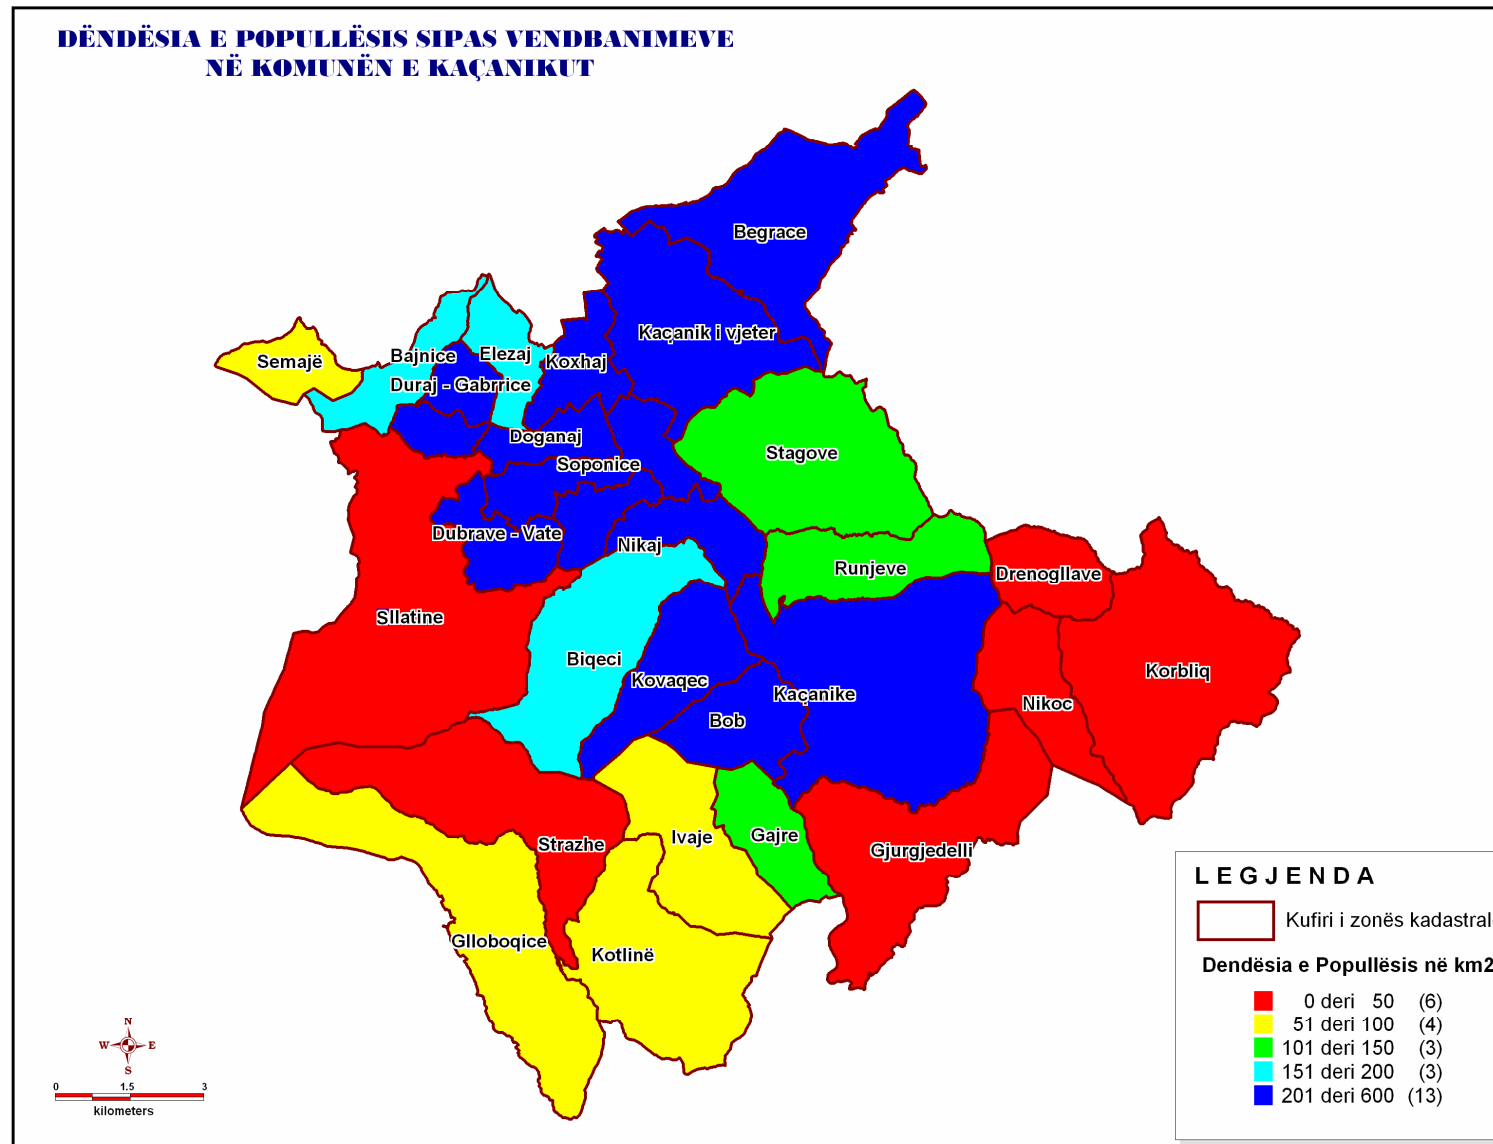 DËNDËSIA E POPULLËSIS SIPAS VENDBANIMEVE
NË KOMUNËN E KAÇANIKUT
Begrace
Kaçanik i vjeter
Semajë
Bajnice
Elezaj
Koxhaj
Duraj - Gabrrice
Doganaj
Soponice
Stagove
Dubrave - Vate
Nikaj
Runjeve
Drenogllave
Sllatine
Biqeci
Kovaqec
Kaçanike
Korbliq
Nikoc
Bob
Strazhe
Ivaje
Gajre
Gjurgjedelli
Glloboqice
Kotlinë
L E G J E N D A
Kufiri i zonës kadastral
Dendësia e Popullësis në km2
0 deri 50 (6)
51 deri 100 (4)
101 deri 150 (3)
151 deri 200 (3)
201 deri 600 (13)
N
W E
S
0 1.5 3
kilometers